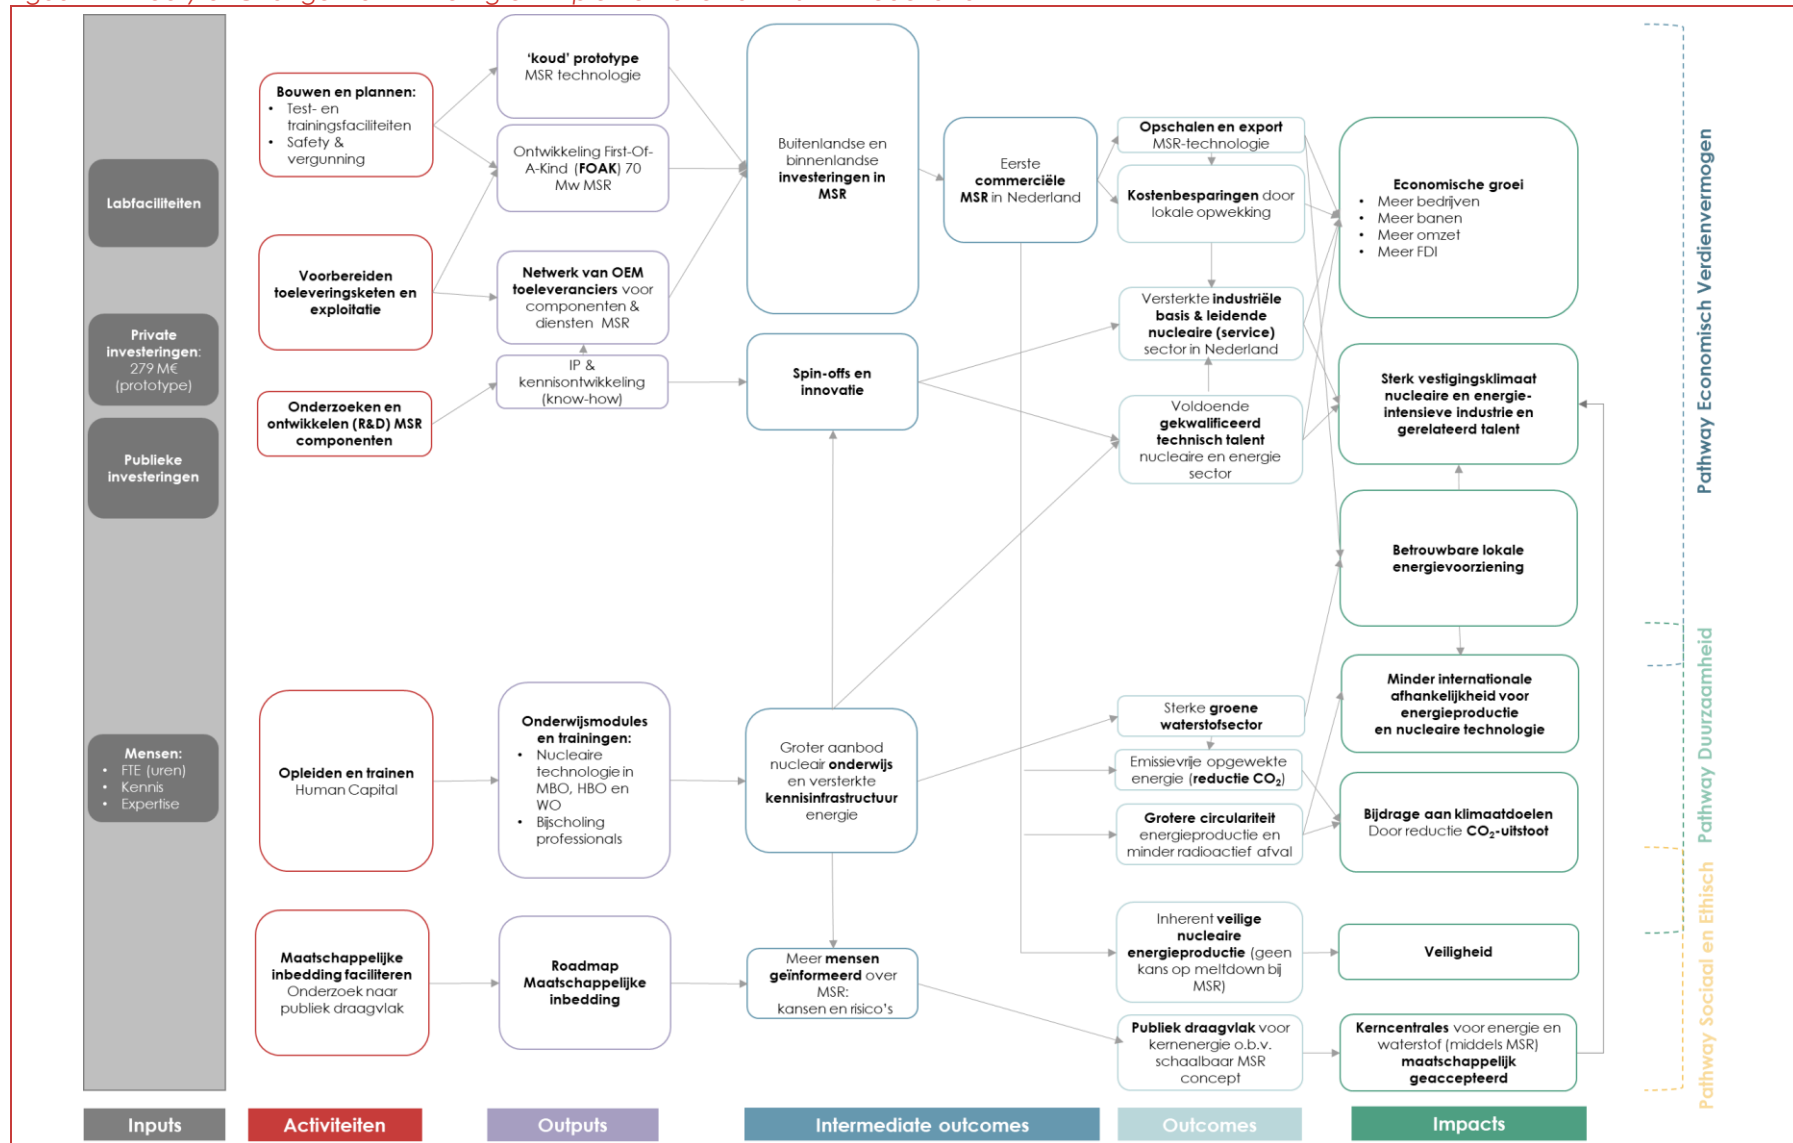 Labfaciliteiten
Private
investeringen:
279 M€
(prototype)
Publieke
investeringen
Mensen:
• FTE (uren)
• Kennis
• Expertise
Inputs
Bouwen en plannen:
• Test- en
trainingsfaciliteiten
• Safety &
vergunning
Voorbereiden
toeleveringsketen en
exploitatie
Onderzoeken en
ontwikkelen (R&D) MSR
componenten
Opleiden en trainen
Human Capital
Maatschappelijke
inbedding faciliteren
Onderzoek naar
publiek draagvlak
Activiteiten
‘koud’ prototype
MSR technologie
Ontwikkeling First-Of-
A-Kind (FOAK) 70
Mw MSR
Netwerk van OEM
toeleveranciers voor
componenten &
diensten MSR
IP &
kennisontwikkeling
(know-how)
Onderwijsmodules
en trainingen:
• Nucleaire
technologie in
MBO, HBO en
WO
• Bijscholing
professionals
Roadmap
Maatschappelijke
inbedding
Outputs
Buitenlandse en
binnenlandse
investeringen in
MSR
Eerste
commerciële
MSR in Nederland
Spin-offs en
innovatie
Groter aanbod
nucleair onderwijs
en versterkte
kennisinfrastructuur
energie
Meer mensen
geïnformeerd over
MSR:
kansen en risico’s
Intermediate outcomes
Opschalen en export
MSR-technologie
Kostenbesparingen door
lokale opwekking
Versterkte industriële
basis & leidende
nucleaire (service)
sector in Nederland
Voldoende
gekwalificeerd
technisch talent
nucleaire en energie
sector
Sterke groene
waterstofsector
Emissievrije opgewekte
energie (reductie CO₂)
Grotere circulariteit
energieproductie en
minder radioactief afval
Inherent veilige
nucleaire
energieproductie (geen
kans op meltdown bij
MSR)
Publiek draagvlak voor
kernenergie o.b.v.
schaalbaar MSR
concept
Outcomes
Economische groei
• Meer bedrijven
• Meer banen
• Meer omzet
• Meer FDI
Sterk vestigingsklimaat
nucleaire en energie-
intensieve industrie en
gerelateerd talent
Betrouwbare lokale
energievoorziening
Minder internationale
afhankelijkheid voor
energieproductie
en nucleaire technologie
Bijdrage aan klimaatdoelen
Door reductie CO₂-uitstoot
Veiligheid
Kerncentrales voor energie en
waterstof (middels MSR)
maatschappelijk
geaccepteerd
Impacts
Pathway Economisch Verdienvermogen
Pathway Duurzaamheid
Pathway Sociaal en Ethisch